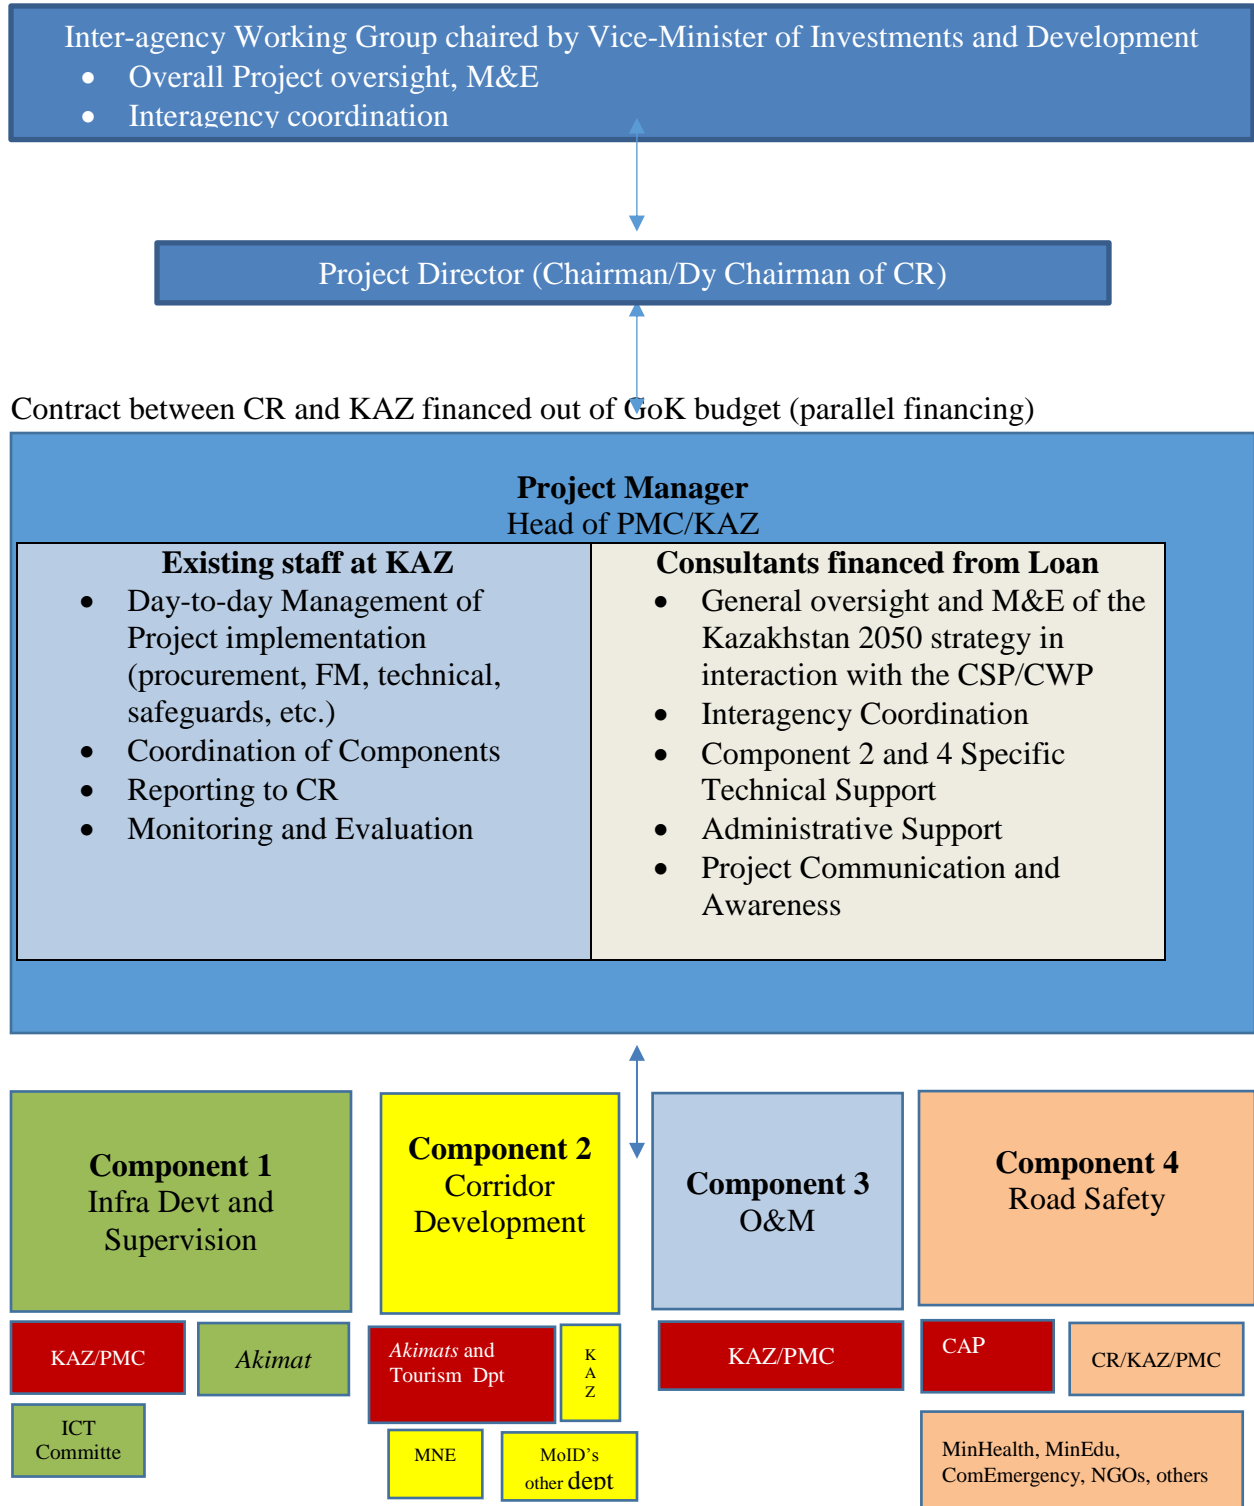 Inter-agency Working Group chaired by Vice-Minister of Investments and Development
• Overall Project oversight, M&E
• Interagency coordination
Project Director (Chairman/Dy Chairman of CR)
Contract between CR and KAZ financed out of GoK budget (parallel financing)
Project Manager
Head of PMC/KAZ
Existing staff at KAZ
• Day-to-day Management of
Project implementation
(procurement, FM, technical,
safeguards, etc.)
• Coordination of Components
• Reporting to CR
• Monitoring and Evaluation
Consultants financed from Loan
• General oversight and M&E of the
Kazakhstan 2050 strategy in
interaction with the CSP/CWP
• Interagency Coordination
• Component 2 and 4 Specific
Technical Support
• Administrative Support
• Project Communication and
Awareness
Component 1
Infra Devt and
Supervision
Component 2
Corridor
Development
Component 3
O&M
Component 4
Road Safety
KAZ/PMC
Akimat
ICT
Committe
Akimats and
Tourism Dpt
K
A
Z
MNE
MoID's
other dept
KAZ/PMC
CAP
CR/KAZ/PMC
MinHealth, MinEdu,
ComEmergency, NGOs, others